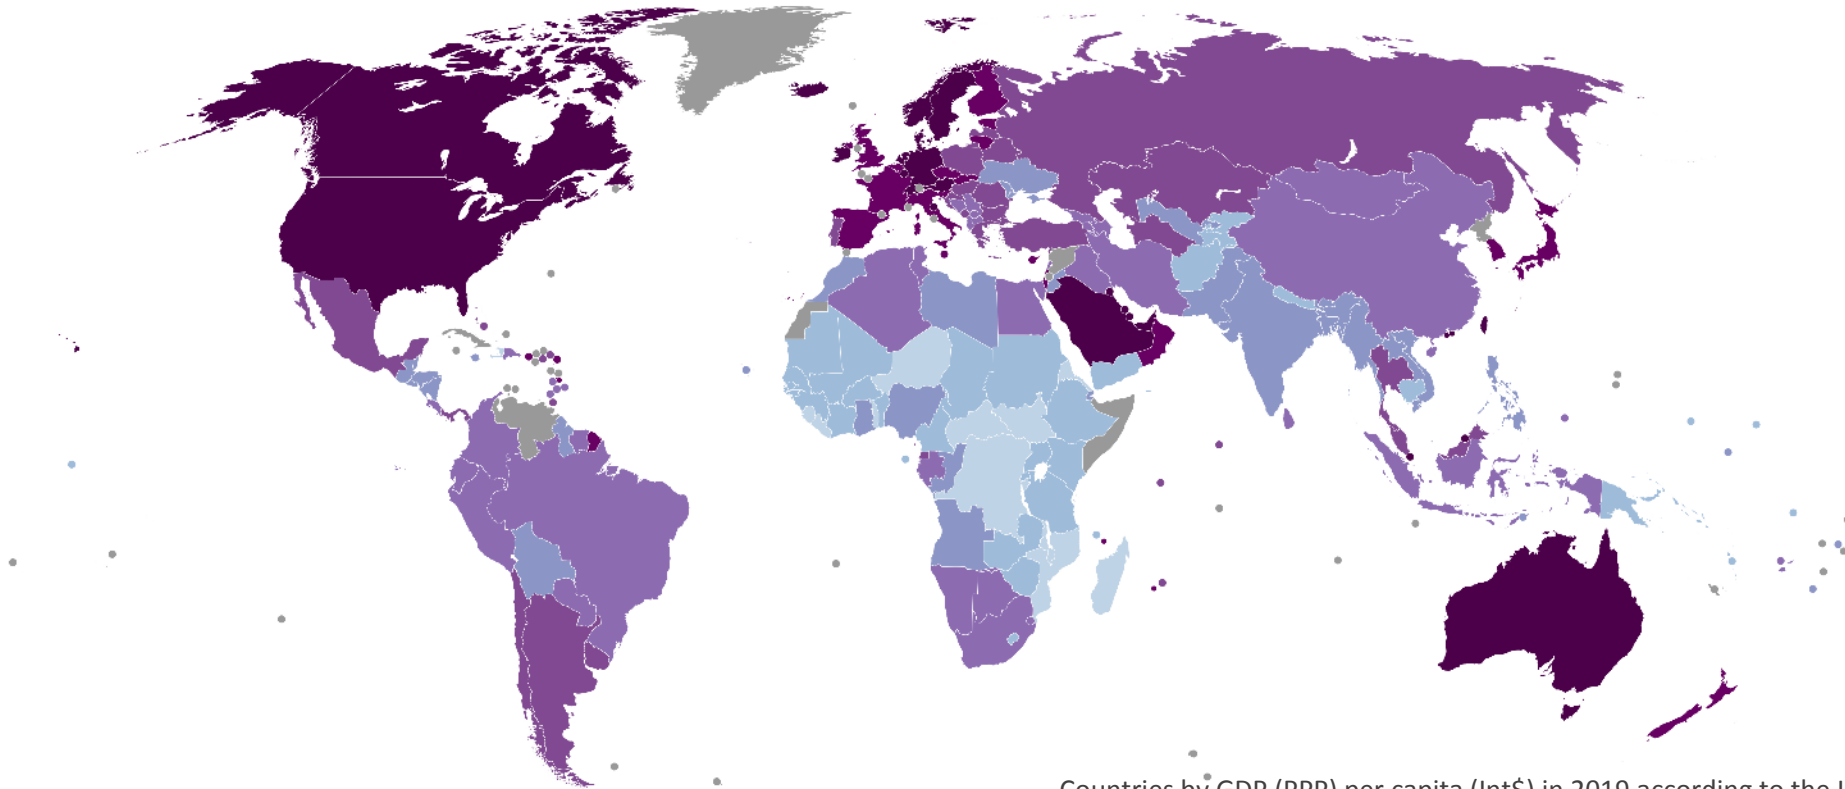 Countries by GDP (PPP) per capita (Int$) in 2019 according to the